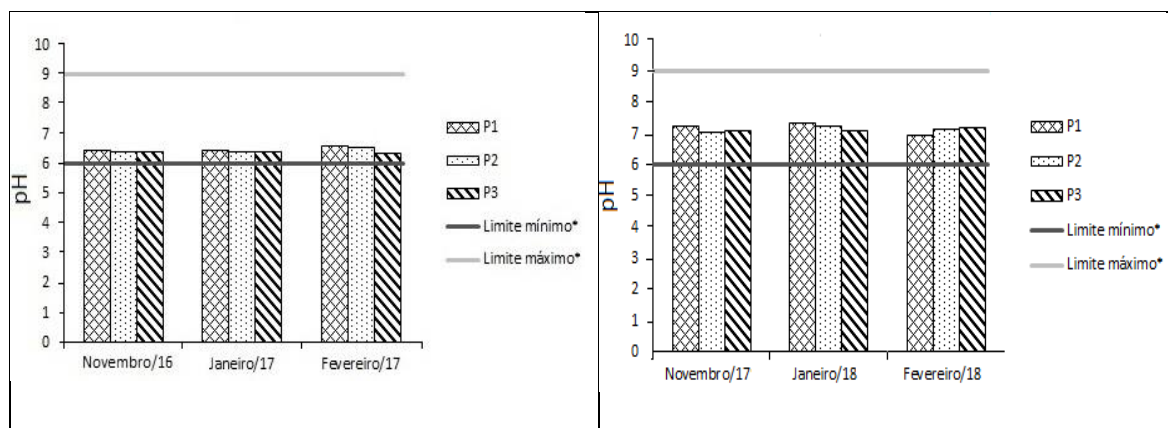 10
9
8
7
6
5
4
3
2
1
0
pH
Novembro/16
Janeiro/17
Fevereiro/17
P1
P2
P3
Limite mínimo*
Limite máximo*
10
9
8
7
6
5
4
3
2
1
0
pH
Novembro/17
Janeiro/18
Fevereiro/18
P1
P2
P3
Limite mínimo*
Limite máximo*